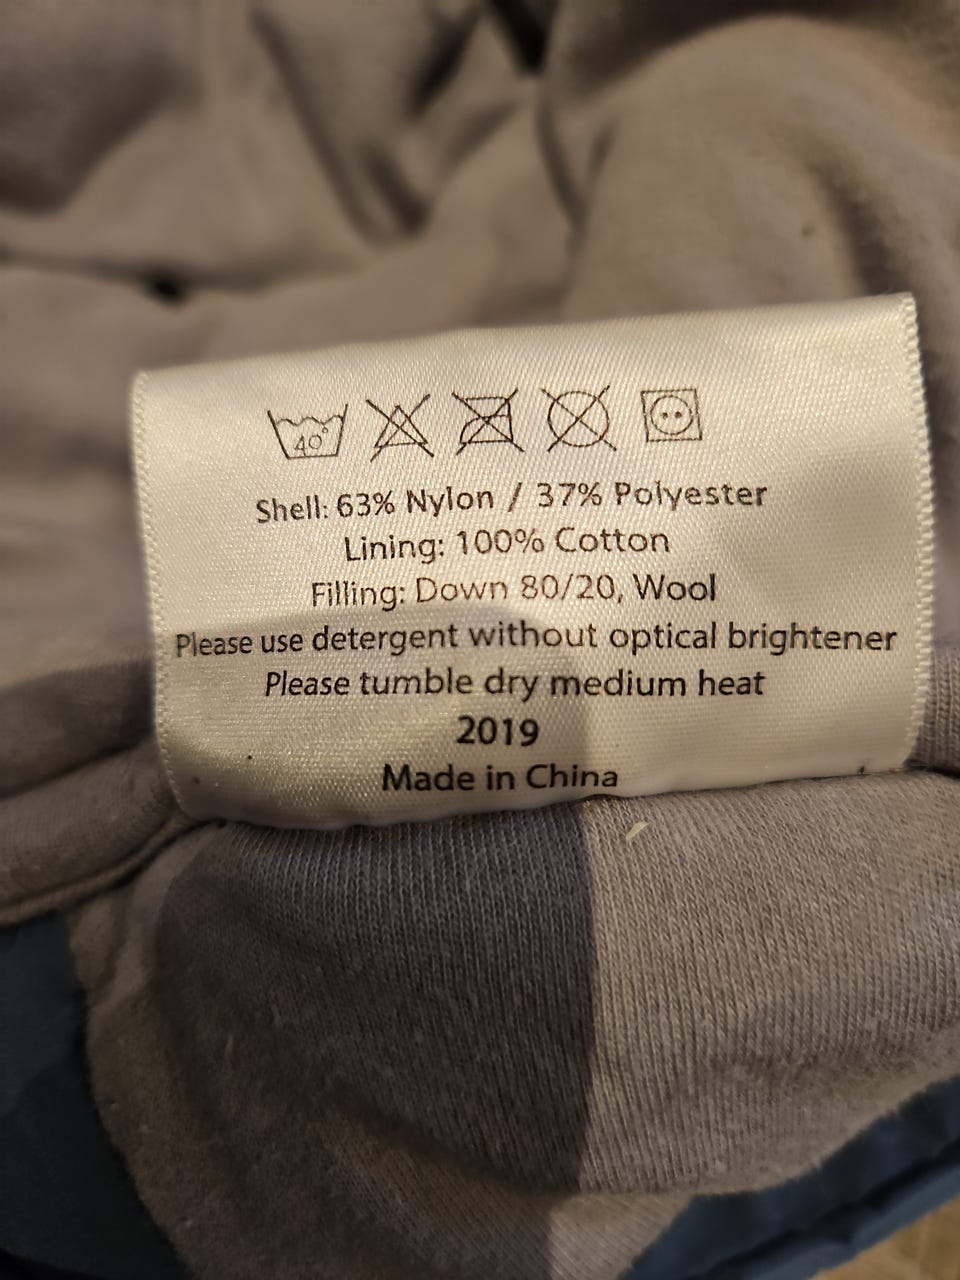 40°
Shell: 63% Nylon / 37% Polyester
Lining: 100% Cotton
Filling: Down 80/20, Wool
Please use detergent without optical brightener
Please tumble dry medium heat
2019
Made in China